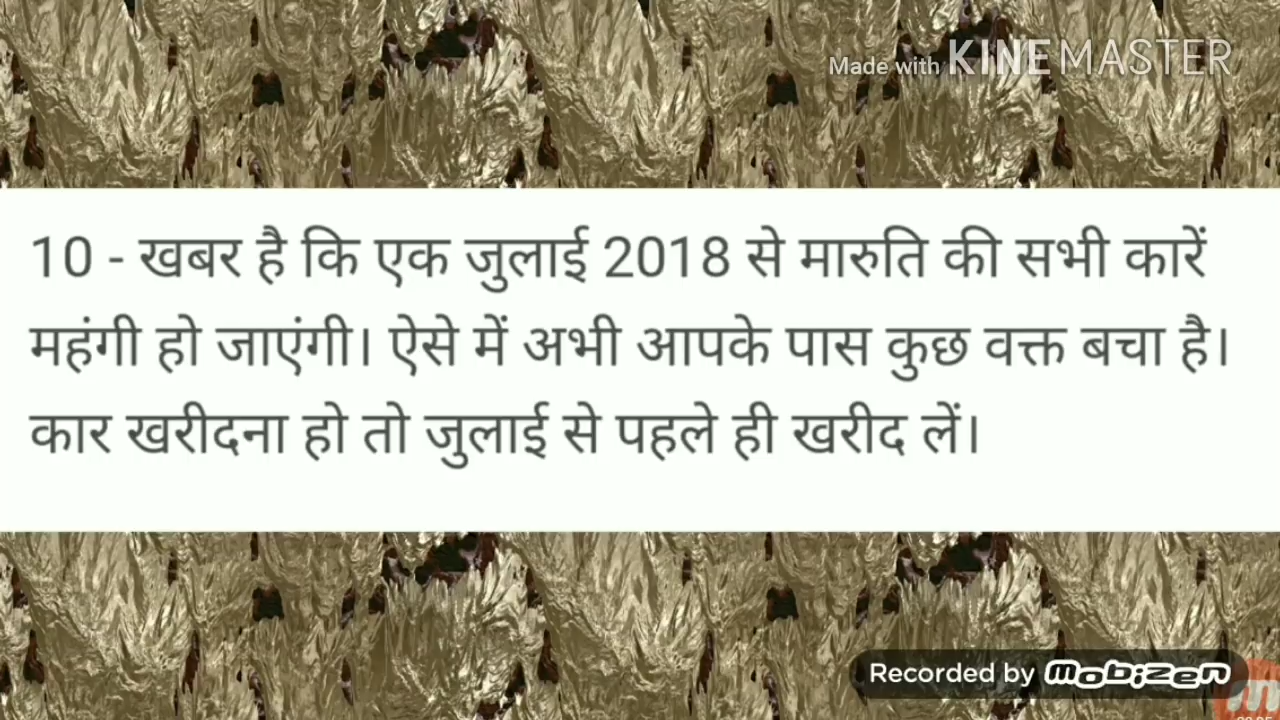 Made with KINEMASTER
10 - खबर है कि एक जुलाई 2018 से मारुति की सभी कारें
महंगी हो जाएंगी। ऐसे में अभी आपके पास कुछ वक्त बचा है।
कार खरीदना हो तो जुलाई से पहले ही खरीद लें।
Recorded by mobizen